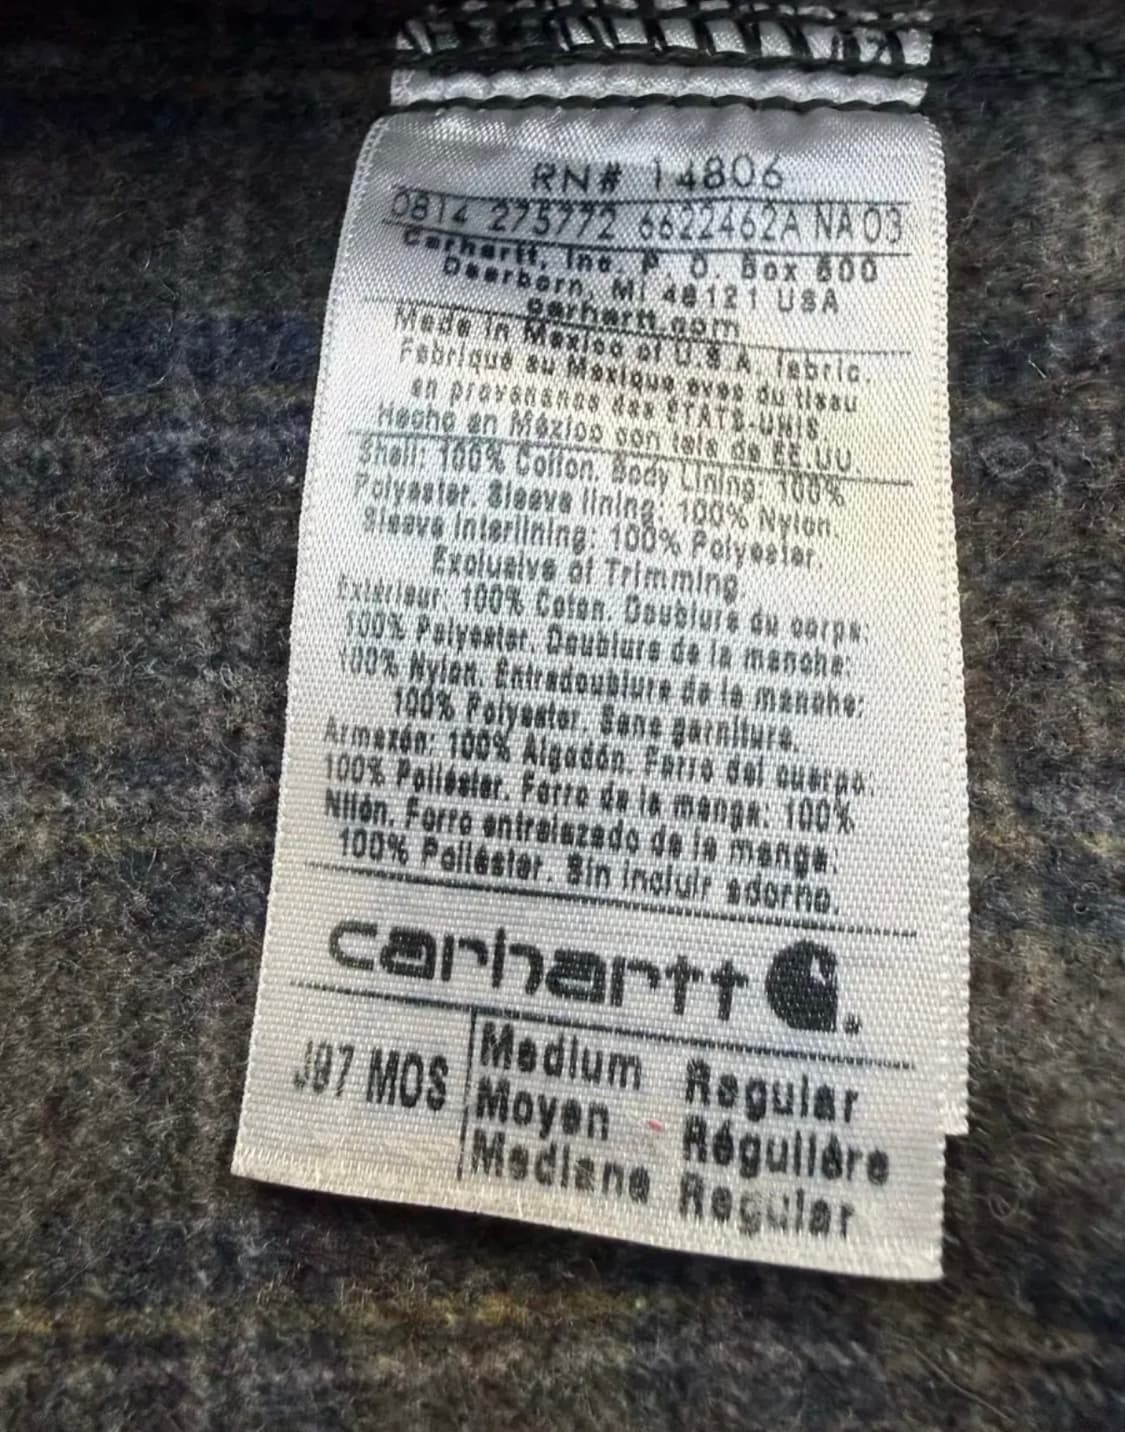 RN# 14806
0814 275772 6622462A NA 03
Carhartt, Inc. P. O. Box 600
Dearborn, MI 48121 USA
carhartt.com
Made in Mexico of U.S.A. fabric.
Fabriqué au Mexique avec du tissu
en provenance des ÉTATS-UNIS.
Hecho en México con tela de EE.UU.
Shell: 100% Cotton. Body Lining: 100%
Polyester. Sleeve lining: 100% Nylon.
Sleeve Interlining: 100% Polyester.
Exclusive of Trimming.
Extérieur: 100% Coton. Doublure du corps:
100% Polyester. Doublure de la manche:
100% Nylon. Entredoublure de la manche:
100% Polyester. Sans garniture.
Armazón: 100% Algodón. Forro del cuerpo:
100% Poliéster. Forro de la manga: 100%
Nilón. Forro entrelazado de la manga:
100% Poliéster. Sin incluir adorno.
carhartt
J97 MOS
Medium Regular
Moyen Régulière
Mediana Regular